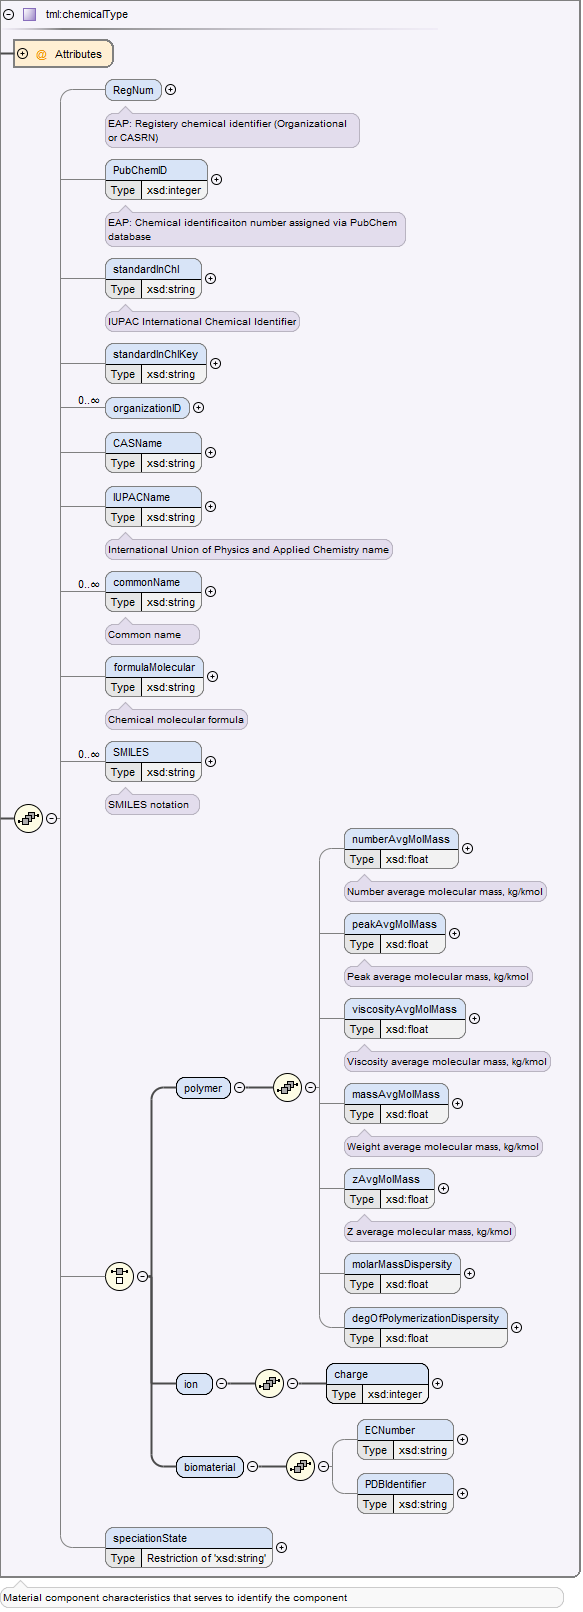 tml:chemicalType
@ Attributes
RegNum
EAP: Registery chemical identifier (Organizational
or CASRN)
PubChemID
Type xsd:integer
EAP: Chemical identificaiton number assigned via PubChem
database
standardInChI
Type xsd:string
IUPAC International Chemical Identifier
standardInChIKey
Type xsd:string
0..∞
organizationID
CASName
Type xsd:string
IUPACName
Type xsd:string
International Union of Physics and Applied Chemistry name
0..∞
commonName
Type xsd:string
Common name
formulaMolecular
Type xsd:string
Chemical molecular formula
0..∞
SMILES
Type xsd:string
SMILES notation
numberAvgMolMass
Type xsd:float
Number average molecular mass, kg/kmol
peakAvgMolMass
Type xsd:float
Peak average molecular mass, kg/kmol
viscosityAvgMolMass
Type xsd:float
Viscosity average molecular mass, kg/kmol
polymer
massAvgMolMass
Type xsd:float
Weight average molecular mass, kg/kmol
zAvgMolMass
Type xsd:float
Z average molecular mass, kg/kmol
molarMassDispersity
Type xsd:float
degOfPolymerizationDispersity
Type xsd:float
ion
charge
Type xsd:integer
biomaterial
ECNumber
Type xsd:string
PDBIdentifier
Type xsd:string
speciationState
Type Restriction of 'xsd:string'
Material component characteristics that serves to identify the component